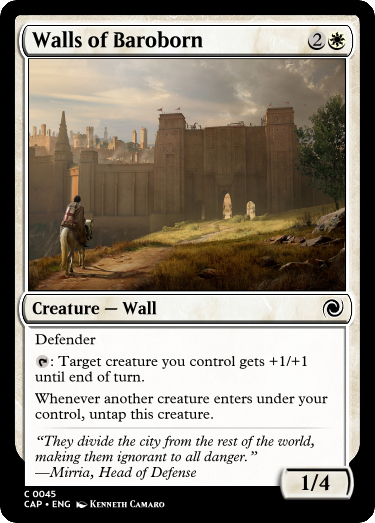 Walls of Baroborn 2
Creature — Wall
Defender
: Target creature you control gets +1/+1
until end of turn.
Whenever another creature enters under your
control, untap this creature.
“They divide the city from the rest of the world,
making them ignorant to all danger.”
—Mirria, Head of Defense
1/4
C 0045
CAP • ENG Kenneth Camaro